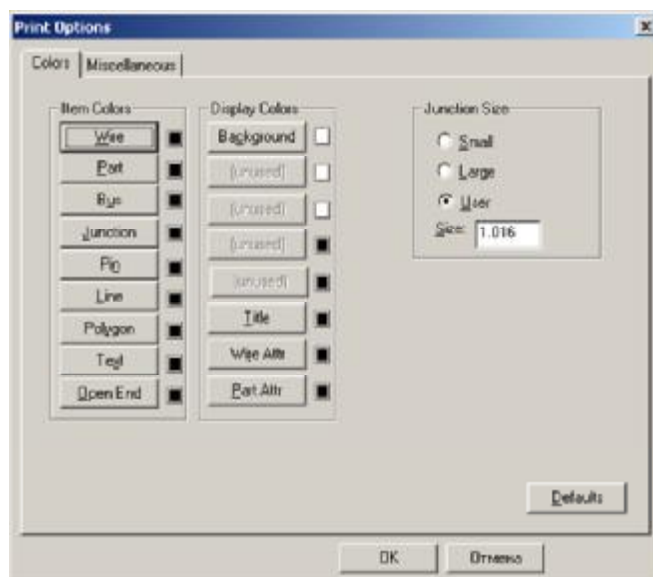 Print Options
Colors
Miscellaneous
Item Colors
Wire
Part
Bus
Junction
Pin
Line
Polygon
Text
Open End
Display Colors
Background
(unused)
(unused)
(unused)
(unused)
Title
Wire Attr
Part Attr
Junction Size
Small
Large
User
Size: 1.016
Defaults
OK
Отмена